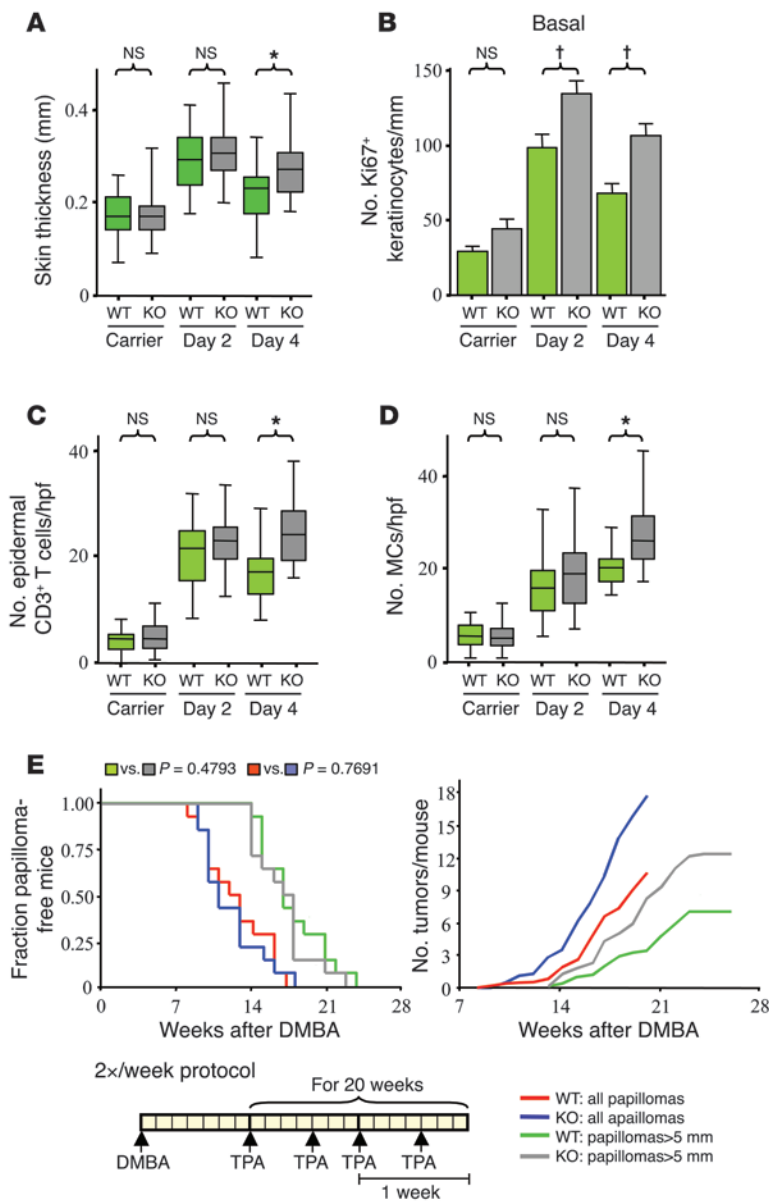 A
NS
NS
*
Skin thickness (mm)
0.4
0.2
0
WT KO WT KO WT KO
Carrier Day 2 Day 4
B
Basal
NS
†
†
No. Ki67+
keratinocytes/mm
150
100
50
0
WT KO WT KO WT KO
Carrier Day 2 Day 4
C
NS
NS
*
No. epidermal
CD3+ T cells/hpf
40
20
0
WT KO WT KO WT KO
Carrier Day 2 Day 4
D
NS
NS
*
No. MCs/hpf
40
20
0
WT KO WT KO WT KO
Carrier Day 2 Day 4
E
vs. P = 0.4793 vs. P = 0.7691
Fraction papilloma-
free mice
1.00
0.75
0.50
0.25
0
0 7 14 21 28
Weeks after DMBA
No. tumors/mouse
18
15
12
9
6
3
0
7 14 21 28
Weeks after DMBA
2×/week protocol
For 20 weeks
DMBA TPA TPA TPA TPA
1 week
WT: all papillomas
KO: all apaillomas
WT: papillomas>5 mm
KO: papillomas>5 mm